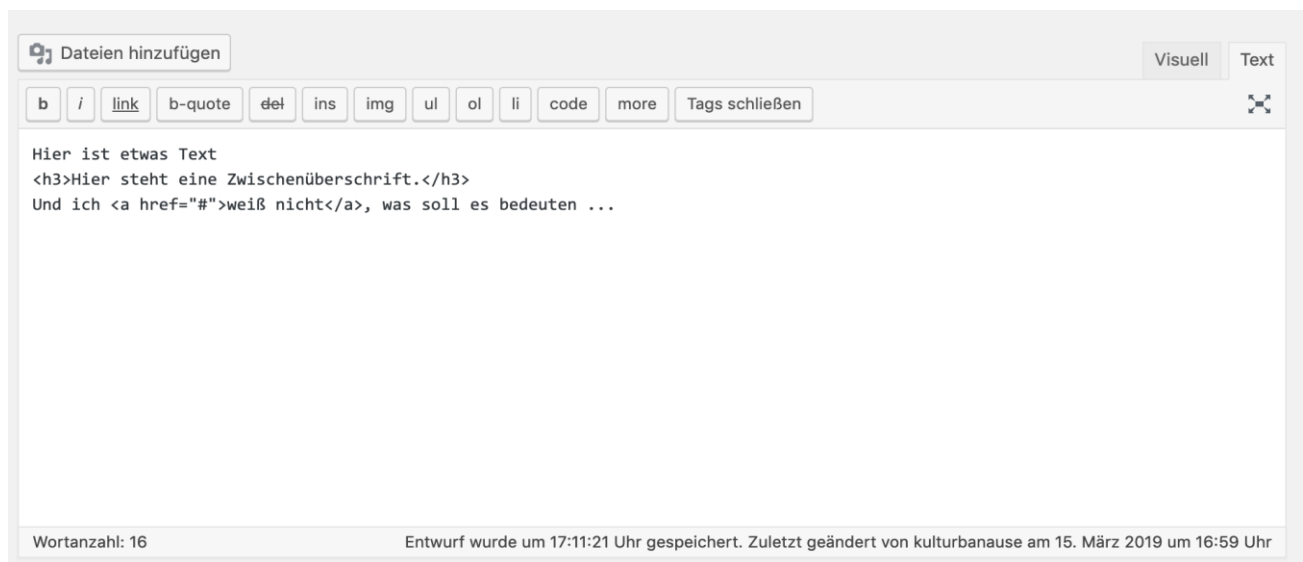 Dateien hinzufügen
Visuell Text
b i link b-quote del ins img ul ol li code more Tags schließen
Hier ist etwas Text
<h3>Hier steht eine Zwischenüberschrift.</h3>
Und ich <a href="#">weiß nicht</a>, was soll es bedeuten ...
Wortanzahl: 16 Entwurf wurde um 17:11:21 Uhr gespeichert. Zuletzt geändert von kulturbanause am 15. März 2019 um 16:59 Uhr